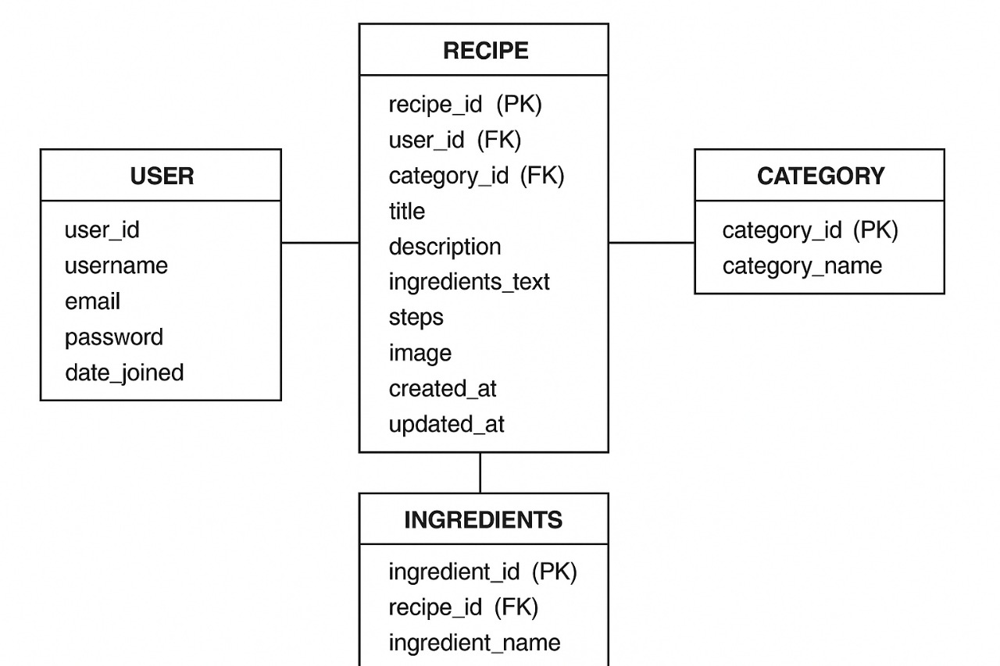 RECIPE
recipe_id (PK)
user_id (FK)
category_id (FK)
title
description
ingredients_text
steps
image
created_at
updated_at
USER
user_id
username
email
password
date_joined
CATEGORY
category_id (PK)
category_name
INGREDIENTS
ingredient_id (PK)
recipe_id (FK)
ingredient_name